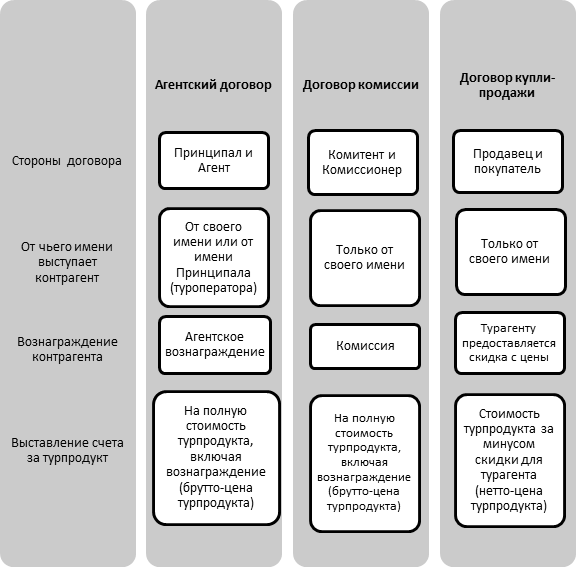 Агентский договор
Договор комиссии
Договор купли-
продажи
Стороны договора
Принципал и
Агент
Комитент и
Комиссионер
Продавец и
покупатель
От чьего имени
выступает
контрагент
От своего
имени или от
имени
Принципала
(туроператора)
Только от
своего имени
Только от
своего имени
Вознаграждение
контрагента
Агентское
вознаграждение
Комиссия
Турагенту
предоставляется
скидка с цены
Выставление счета
за турпродукт
На полную
стоимость
турпродукта,
включая
вознаграждение
(брутто-цена
турпродукта)
На полную
стоимость
турпродукта,
включая
вознаграждение
(брутто-цена
турпродукта)
Стоимость
турпродукта за
минусом
скидки для
турагента
(нетто-цена
турпродукта)